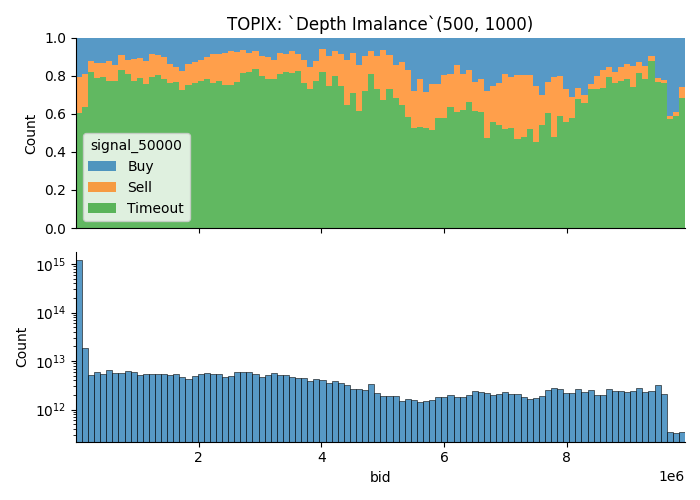 TOPIX: `Depth Imalance`(500, 1000)
1.0
0.8
0.6
0.4
0.2
0.0
Count
signal_50000
Buy
Sell
Timeout
10^15
10^14
10^13
10^12
Count
2 4 6 8
1e6
bid